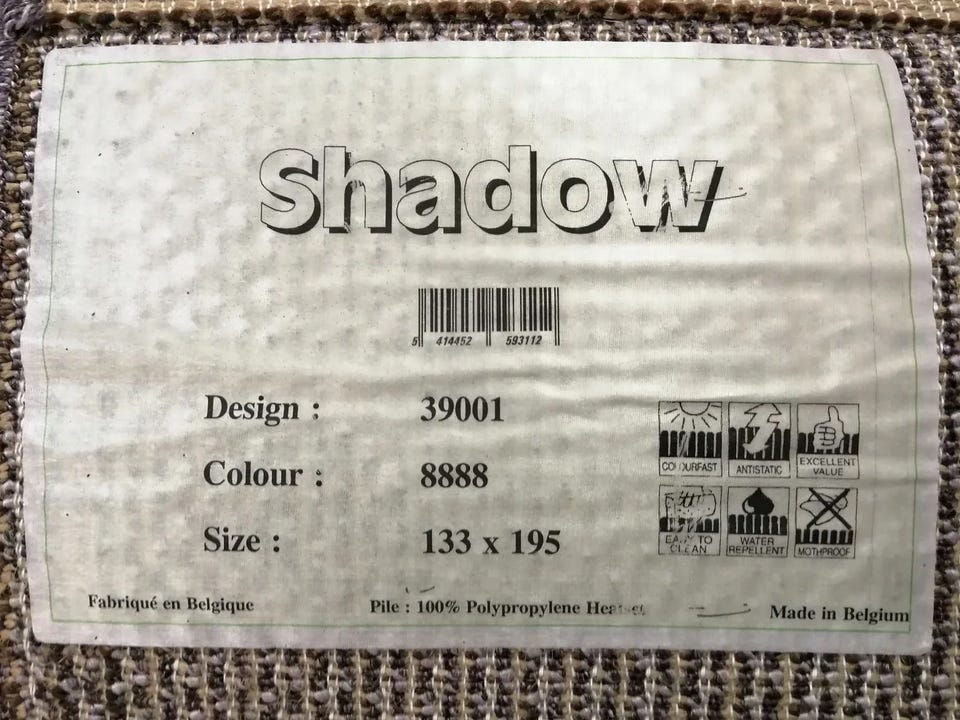 Shadow
5 414452 593112
Design : 39001
Colour : 8888
Size : 133 x 195
COLOURFAST
ANTISTATIC
EXCELLENT
VALUE
EASY TO
CLEAN
WATER
REPELLENT
MOTHPROOF
Fabriqué en Belgique
Pile : 100% Polypropylene Heatset
Made in Belgium